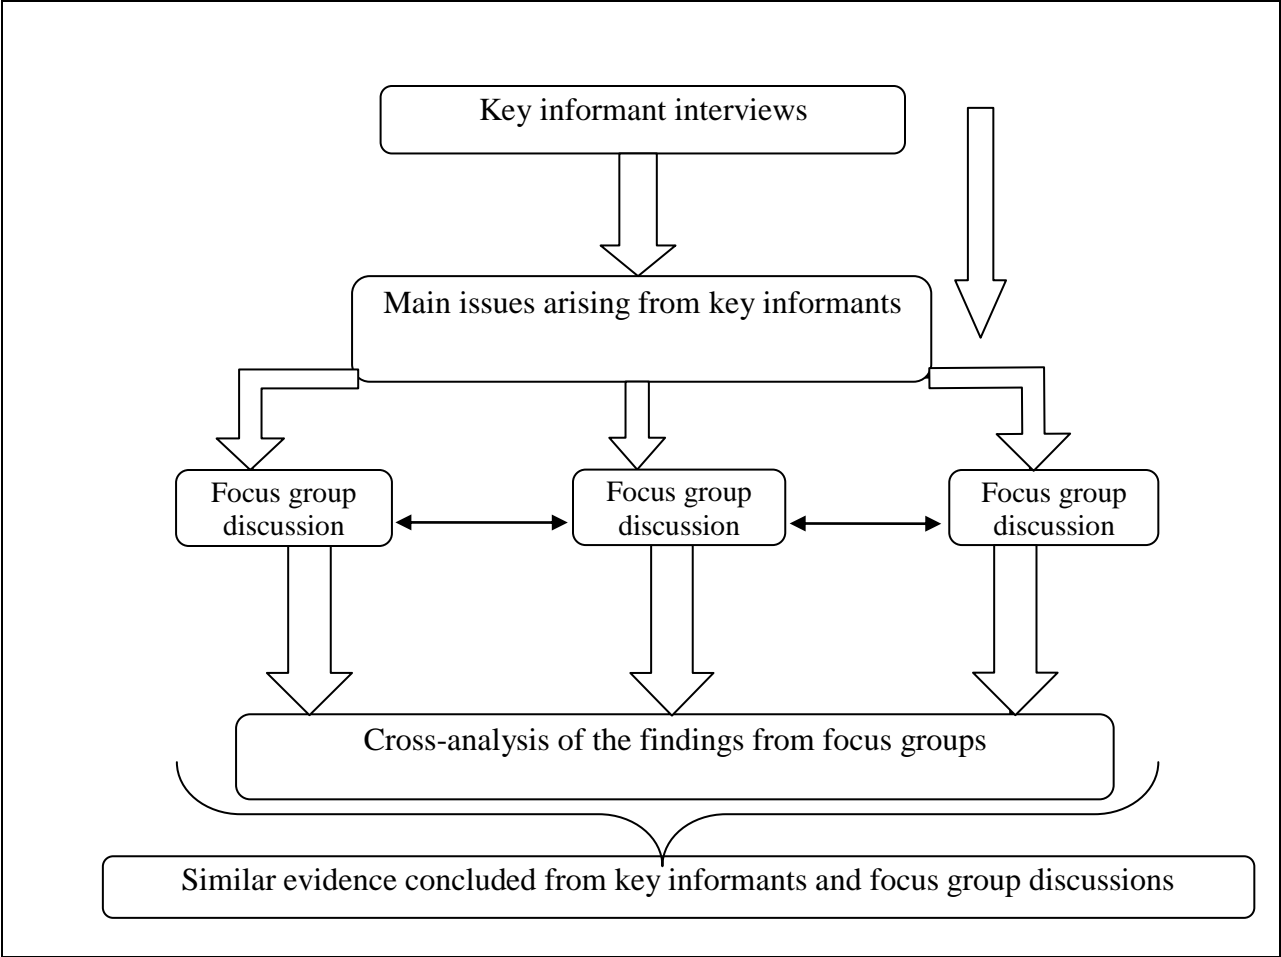 Key informant interviews
Main issues arising from key informants
Focus group
discussion
Focus group
discussion
Focus group
discussion
Cross-analysis of the findings from focus groups
Similar evidence concluded from key informants and focus group discussions